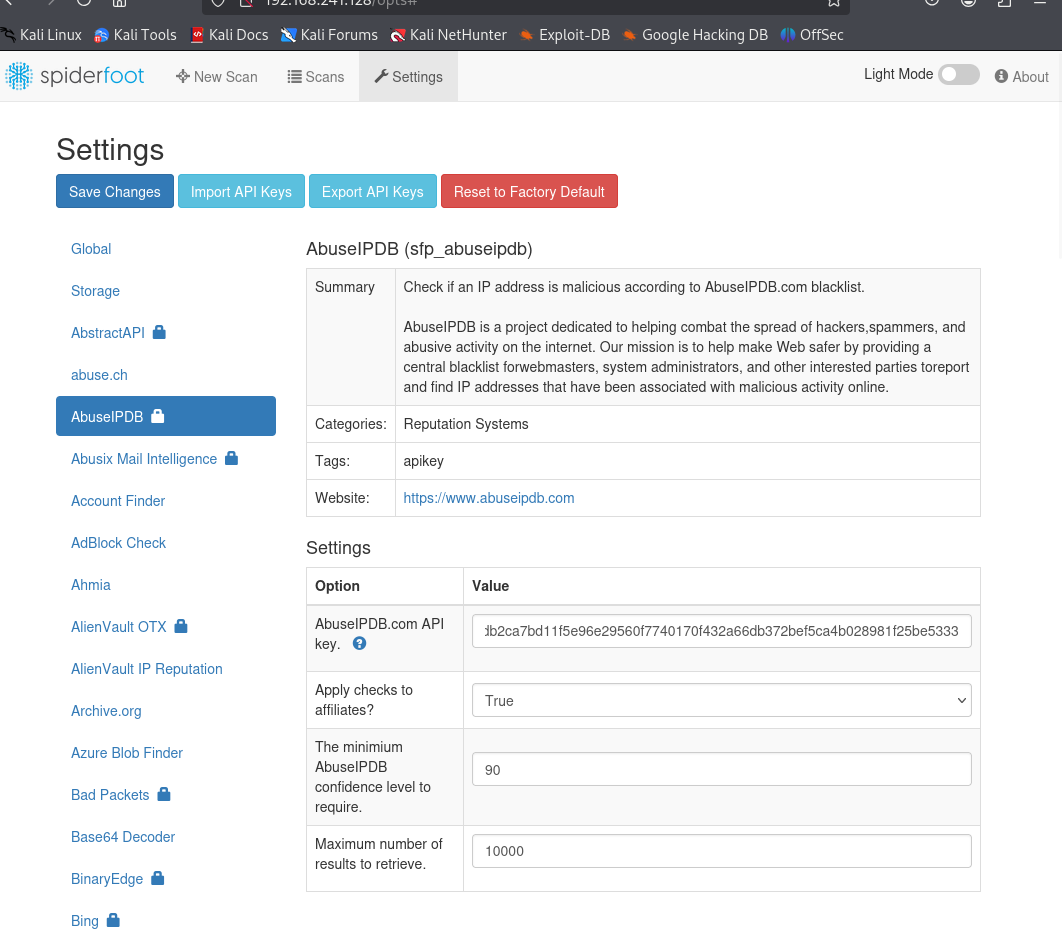 192.168.241.128/opts#
Kali Linux Kali Tools Kali Docs Kali Forums Kali NetHunter Exploit-DB Google Hacking DB OffSec
spiderfoot New Scan Scans Settings Light Mode About
Settings
Save Changes Import API Keys Export API Keys Reset to Factory Default
Global
Storage
AbstractAPI
abuse.ch
AbuseIPDB
Abusix Mail Intelligence
Account Finder
AdBlock Check
Ahmia
AlienVault OTX
AlienVault IP Reputation
Archive.org
Azure Blob Finder
Bad Packets
Base64 Decoder
BinaryEdge
Bing
AbuseIPDB (sfp_abuseipdb)
Summary Check if an IP address is malicious according to AbuseIPDB.com blacklist.
AbuseIPDB is a project dedicated to helping combat the spread of hackers,spammers, and
abusive activity on the internet. Our mission is to help make Web safer by providing a
central blacklist forwebmasters, system administrators, and other interested parties toreport
and find IP addresses that have been associated with malicious activity online.
Categories: Reputation Systems
Tags: apikey
Website: https://www.abuseipdb.com
Settings
Option Value
AbuseIPDB.com API
key.
db2ca7bd11f5e96e29560f7740170f432a66db372bef5ca4b028981f25be5333
Apply checks to
affiliates?
True
The minimium
AbuseIPDB
confidence level to
require.
90
Maximum number of
results to retrieve.
10000